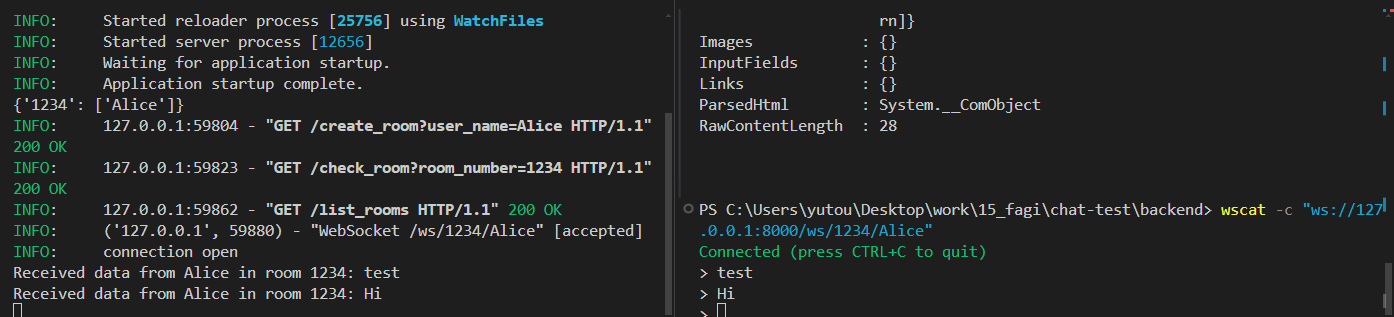 INFO:     Started reloader process [25756] using WatchFiles
INFO:     Started server process [12656]
INFO:     Waiting for application startup.
INFO:     Application startup complete.
{'1234': ['Alice']}
INFO:     127.0.0.1:59804 - "GET /create_room?user_name=Alice HTTP/1.1"
200 OK
INFO:     127.0.0.1:59823 - "GET /check_room?room_number=1234 HTTP/1.1"
200 OK
INFO:     127.0.0.1:59862 - "GET /list_rooms HTTP/1.1" 200 OK
INFO:     ('127.0.0.1', 59880) - "WebSocket /ws/1234/Alice" [accepted]
INFO:     connection open
Received data from Alice in room 1234: test
Received data from Alice in room 1234: Hi
rn]}
Images            : {}
InputFields       : {}
Links             : {}
ParsedHtml        : System.__ComObject
RawContentLength  : 28
PS C:\Users\yutou\Desktop\work\15_fagi\chat-test\backend> wscat -c "ws://127
.0.0.1:8000/ws/1234/Alice"
Connected (press CTRL+C to quit)
> test
> Hi
>